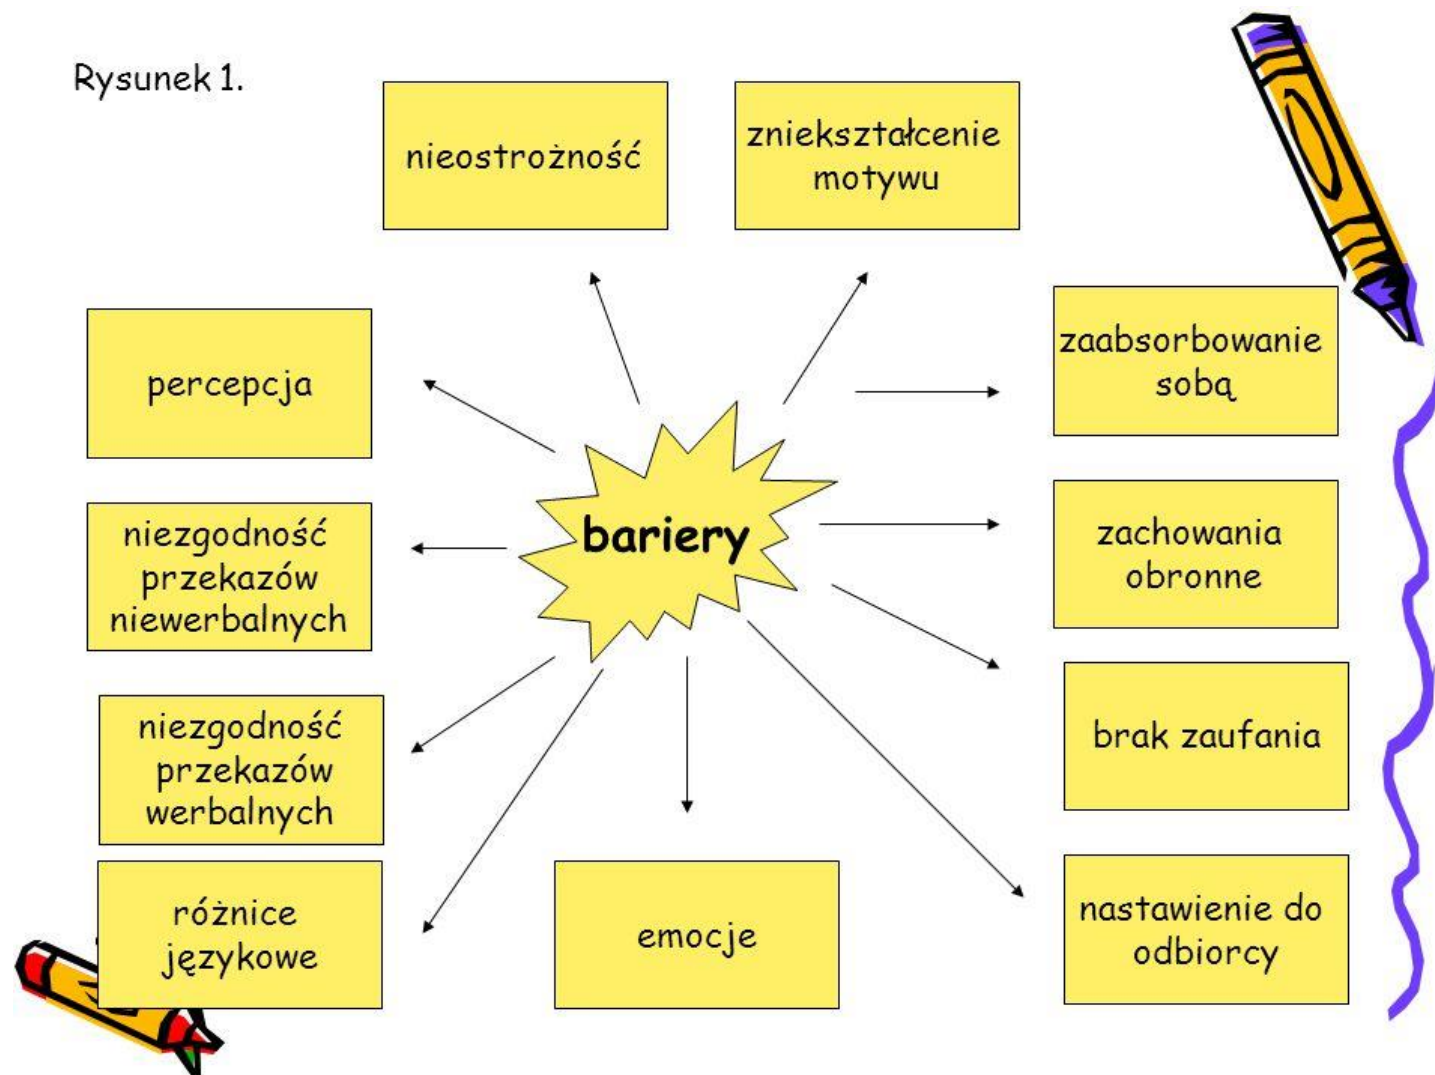 Rysunek 1.
nieostrożność
zniekształcenie
motywu
percepcja
zaabsorbowanie
sobą
niezgodność
przekazów
niewerbalnych
bariery
zachowania
obronne
niezgodność
przekazów
werbalnych
brak zaufania
różnice
językowe
emocje
nastawienie do
odbiorcy